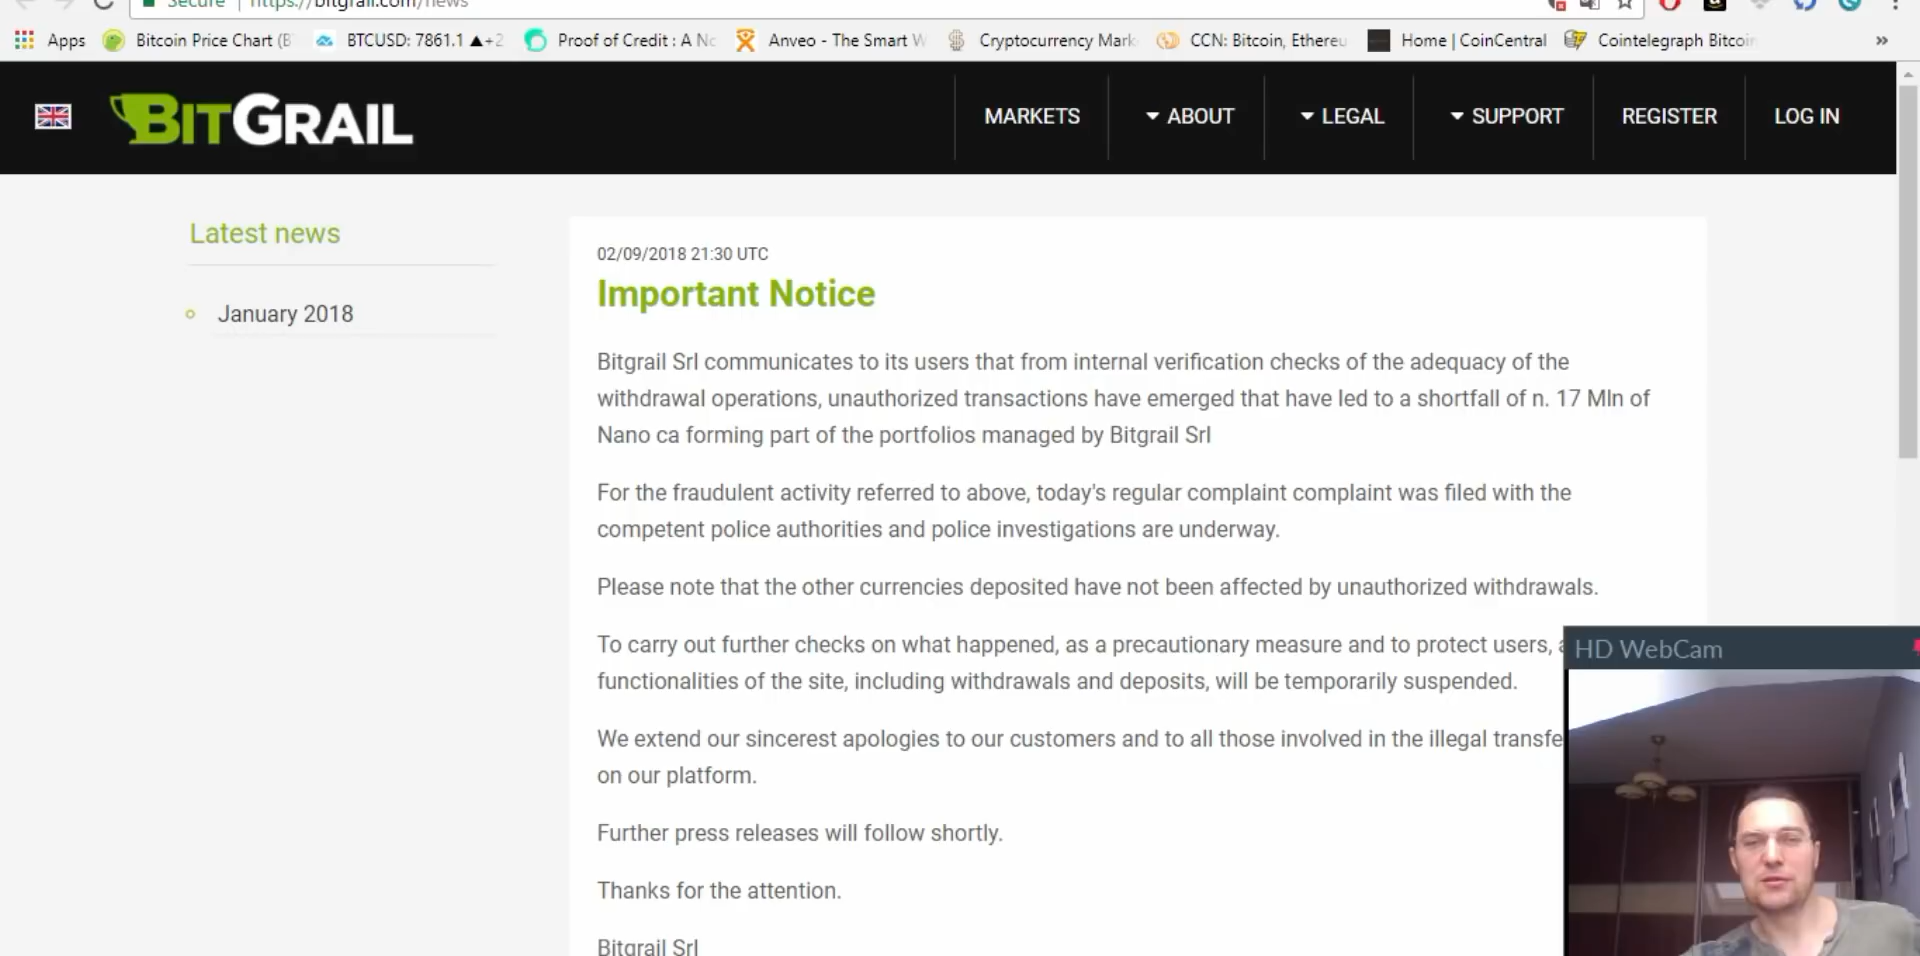 Secure | https://bitgrail.com/news
Apps Bitcoin Price Chart (B BTCUSD: 7861.1 ▲+2 Proof of Credit : A No Anveo - The Smart W Cryptocurrency Mark CCN: Bitcoin, Ethereu Home | CoinCentral Cointelegraph Bitcoin »
BITGRAIL MARKETS ABOUT LEGAL SUPPORT REGISTER LOG IN
Latest news
January 2018
02/09/2018 21:30 UTC
Important Notice
Bitgrail Srl communicates to its users that from internal verification checks of the adequacy of the
withdrawal operations, unauthorized transactions have emerged that have led to a shortfall of n. 17 Mln of
Nano ca forming part of the portfolios managed by Bitgrail Srl
For the fraudulent activity referred to above, today's regular complaint complaint was filed with the
competent police authorities and police investigations are underway.
Please note that the other currencies deposited have not been affected by unauthorized withdrawals.
To carry out further checks on what happened, as a precautionary measure and to protect users,
functionalities of the site, including withdrawals and deposits, will be temporarily suspended.
We extend our sincerest apologies to our customers and to all those involved in the illegal transfe
on our platform.
Further press releases will follow shortly.
Thanks for the attention.
Bitgrail Srl
HD WebCam